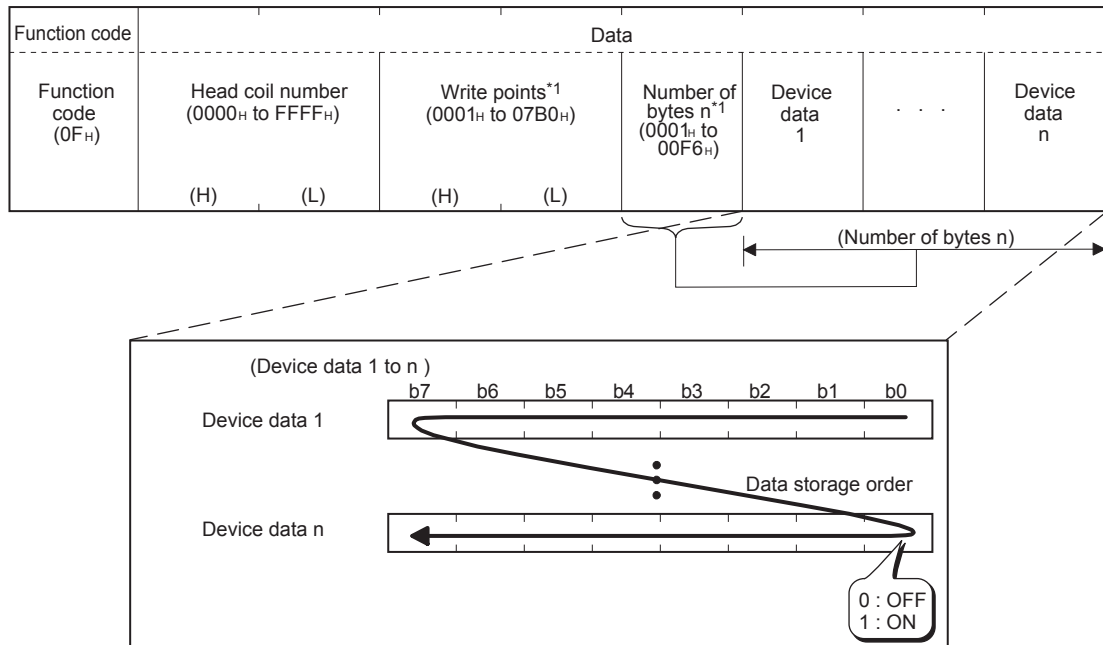 Function code
Data
Function
code
(0FH)
Head coil number
(0000H to FFFFH)
(H) (L)
Write points*1
(0001H to 07B0H)
(H) (L)
Number of
bytes n*1
(0001H to
00F6H)
Device
data
1
· · ·
Device
data
n
(Number of bytes n)
(Device data 1 to n )
b7 b6 b5 b4 b3 b2 b1 b0
Device data 1
Data storage order
Device data n
0 : OFF
1 : ON